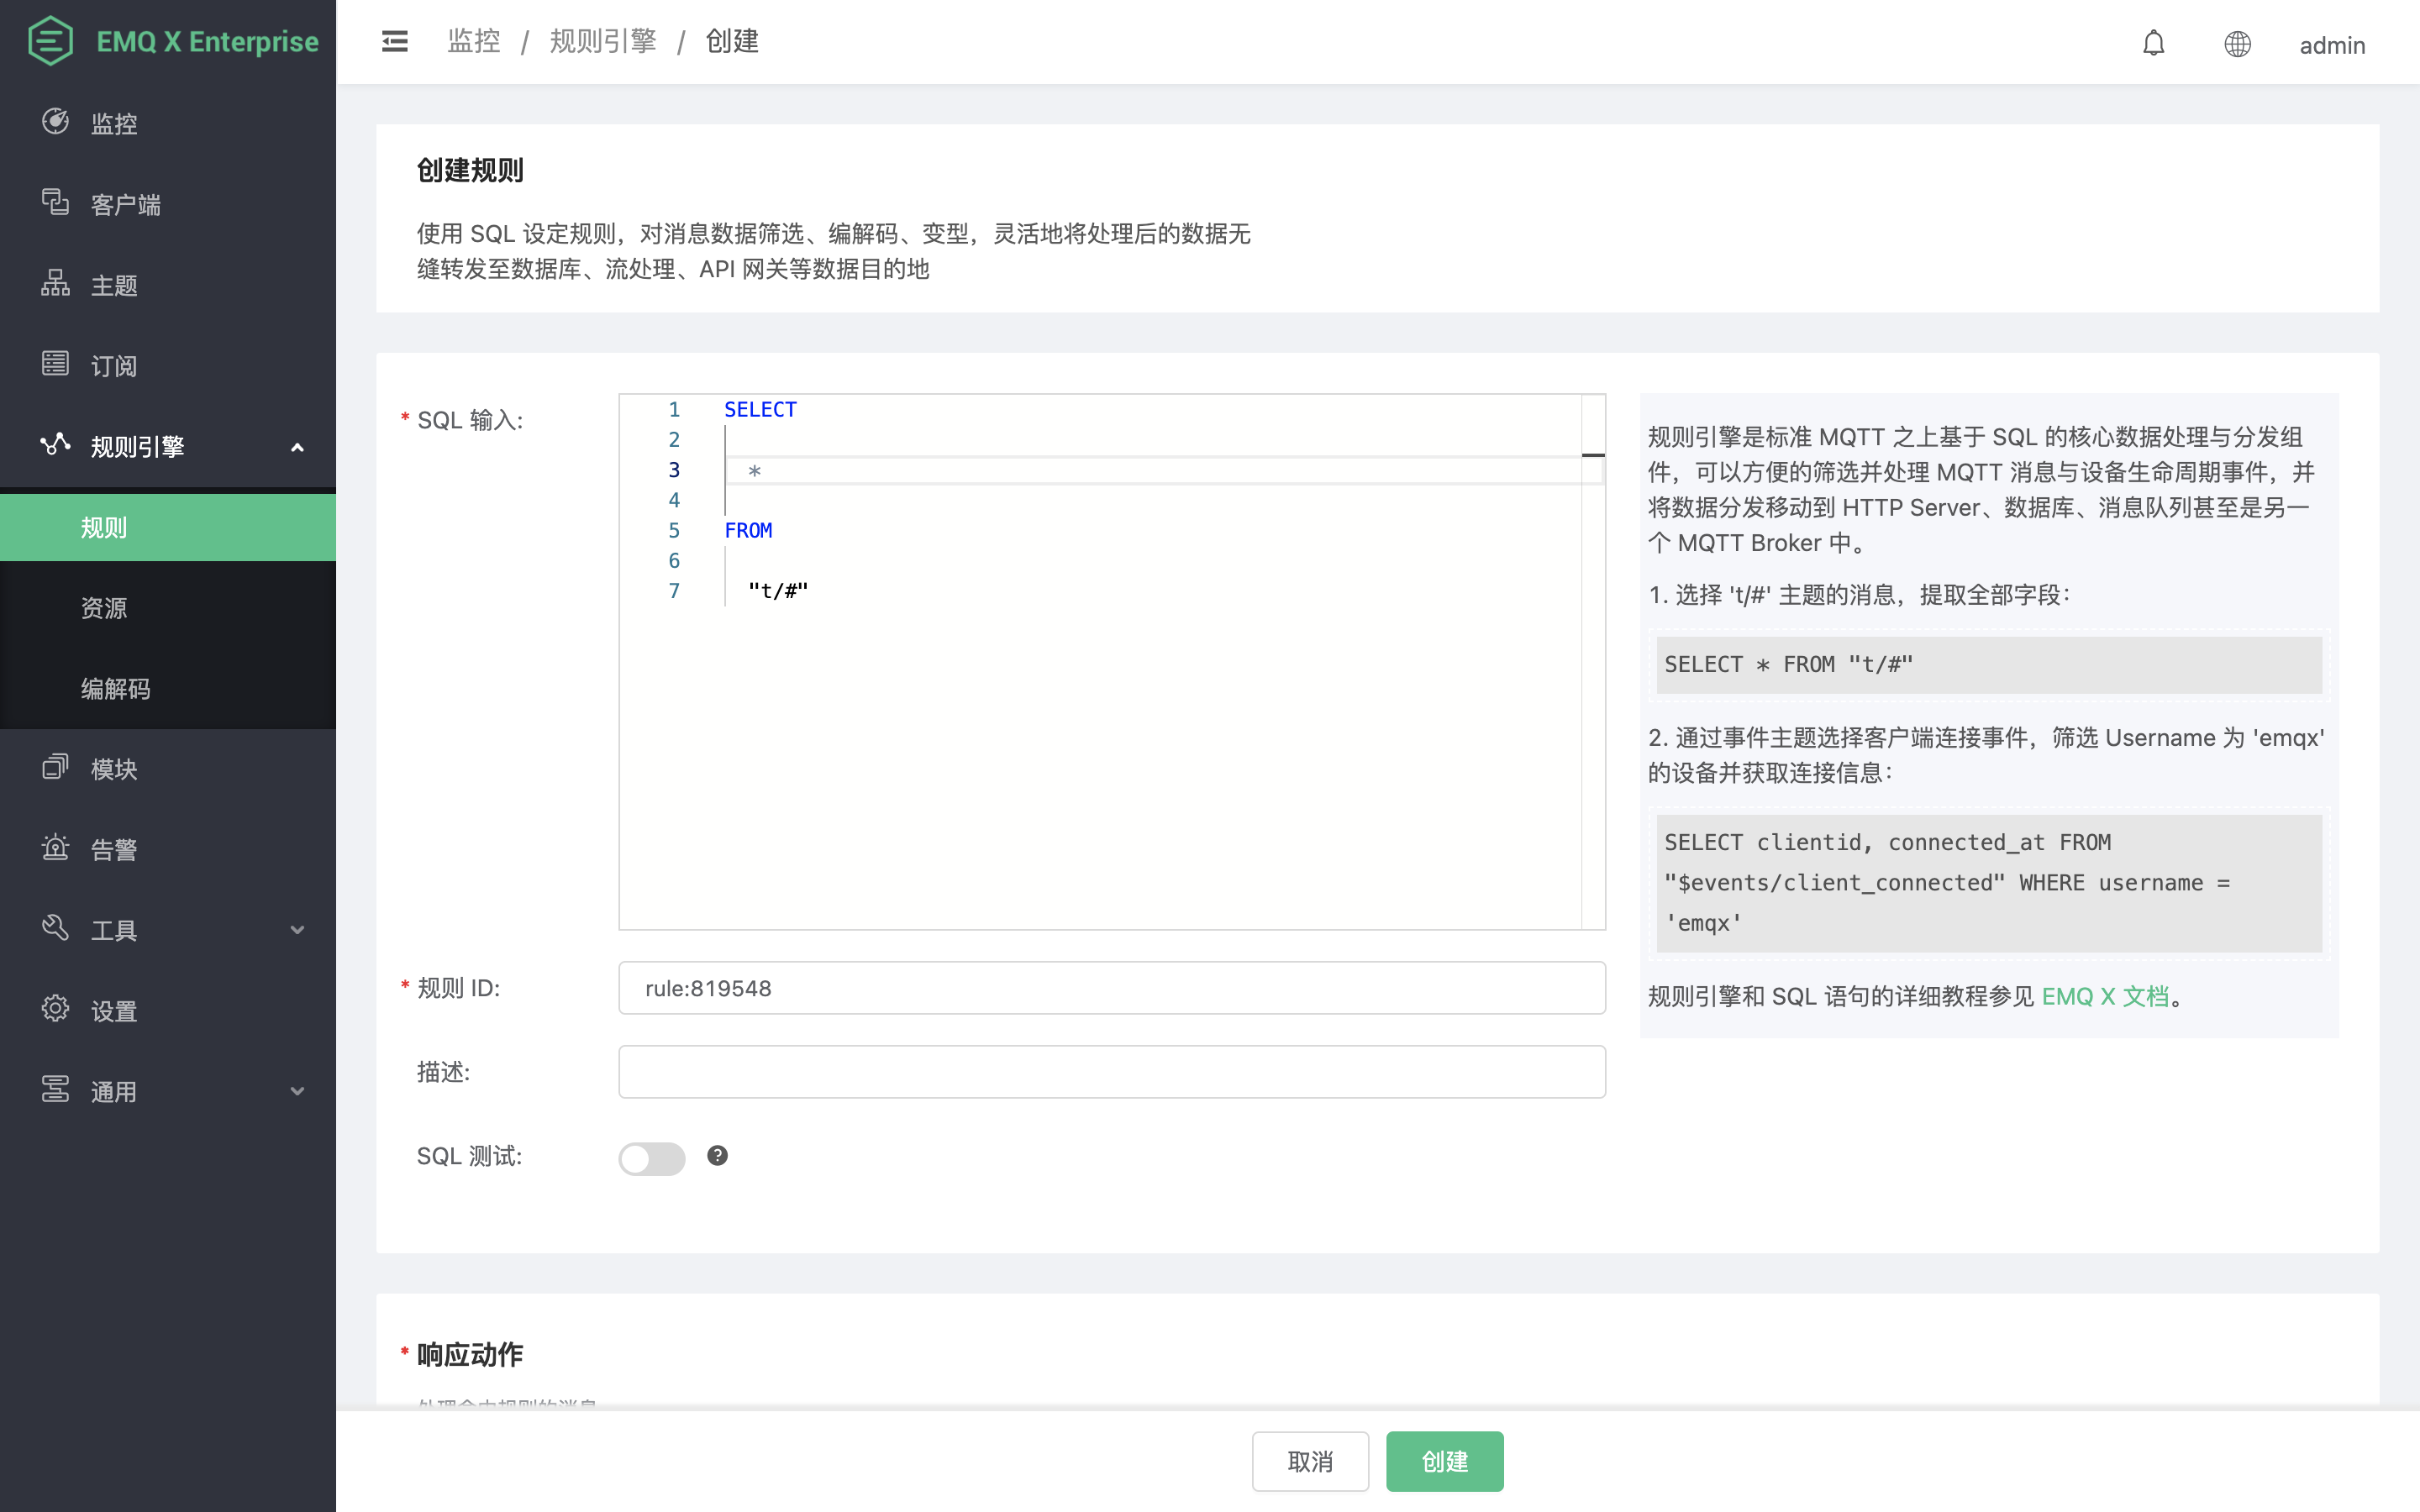 EMQ X Enterprise
监控
客户端
主题
订阅
规则引擎
规则
资源
编解码
模块
告警
工具
设置
通用
监控 / 规则引擎 / 创建
admin
创建规则
使用 SQL 设定规则，对消息数据筛选、编解码、变型，灵活地将处理后的数据无
缝转发至数据库、流处理、API 网关等数据目的地
* SQL 输入:
1 SELECT
2
3 *
4
5 FROM
6
7 "t/#"
* 规则 ID:
rule:819548
描述:
SQL 测试:
?
规则引擎是标准 MQTT 之上基于 SQL 的核心数据处理与分发组
件，可以方便的筛选并处理 MQTT 消息与设备生命周期事件，并
将数据分发移动到 HTTP Server、数据库、消息队列甚至是另一
个 MQTT Broker 中。
1. 选择 't/#' 主题的消息，提取全部字段：
SELECT * FROM "t/#"
2. 通过事件主题选择客户端连接事件，筛选 Username 为 'emqx'
的设备并获取连接信息：
SELECT clientid, connected_at FROM
"$events/client_connected" WHERE username =
'emqx'
规则引擎和 SQL 语句的详细教程参见 EMQ X 文档。
* 响应动作
处理命中规则的消息
取消
创建